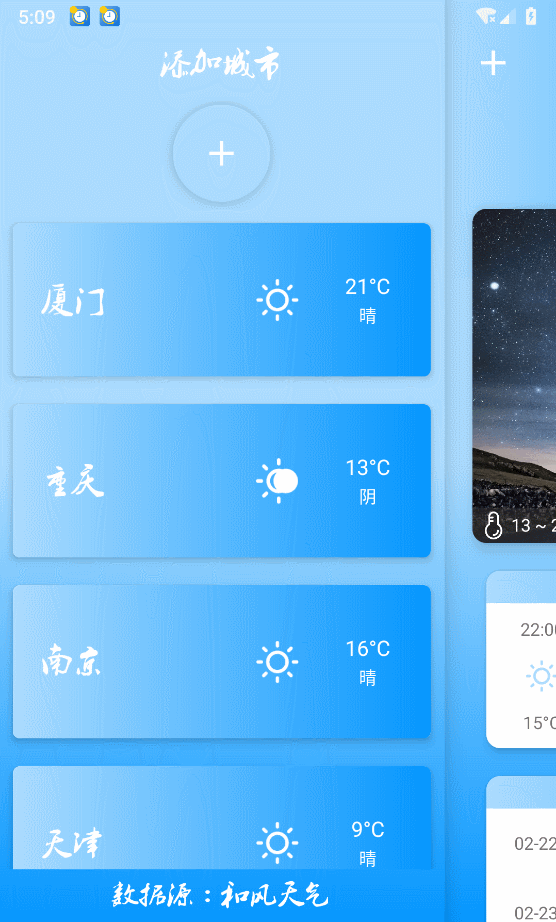 5:09
添加城市
厦门
21°C
晴
重庆
13°C
阴
南京
16°C
晴
天津
9°C
晴
数据源：和风天气
13 ~ 2
22:00
15°C
02-22
02-23